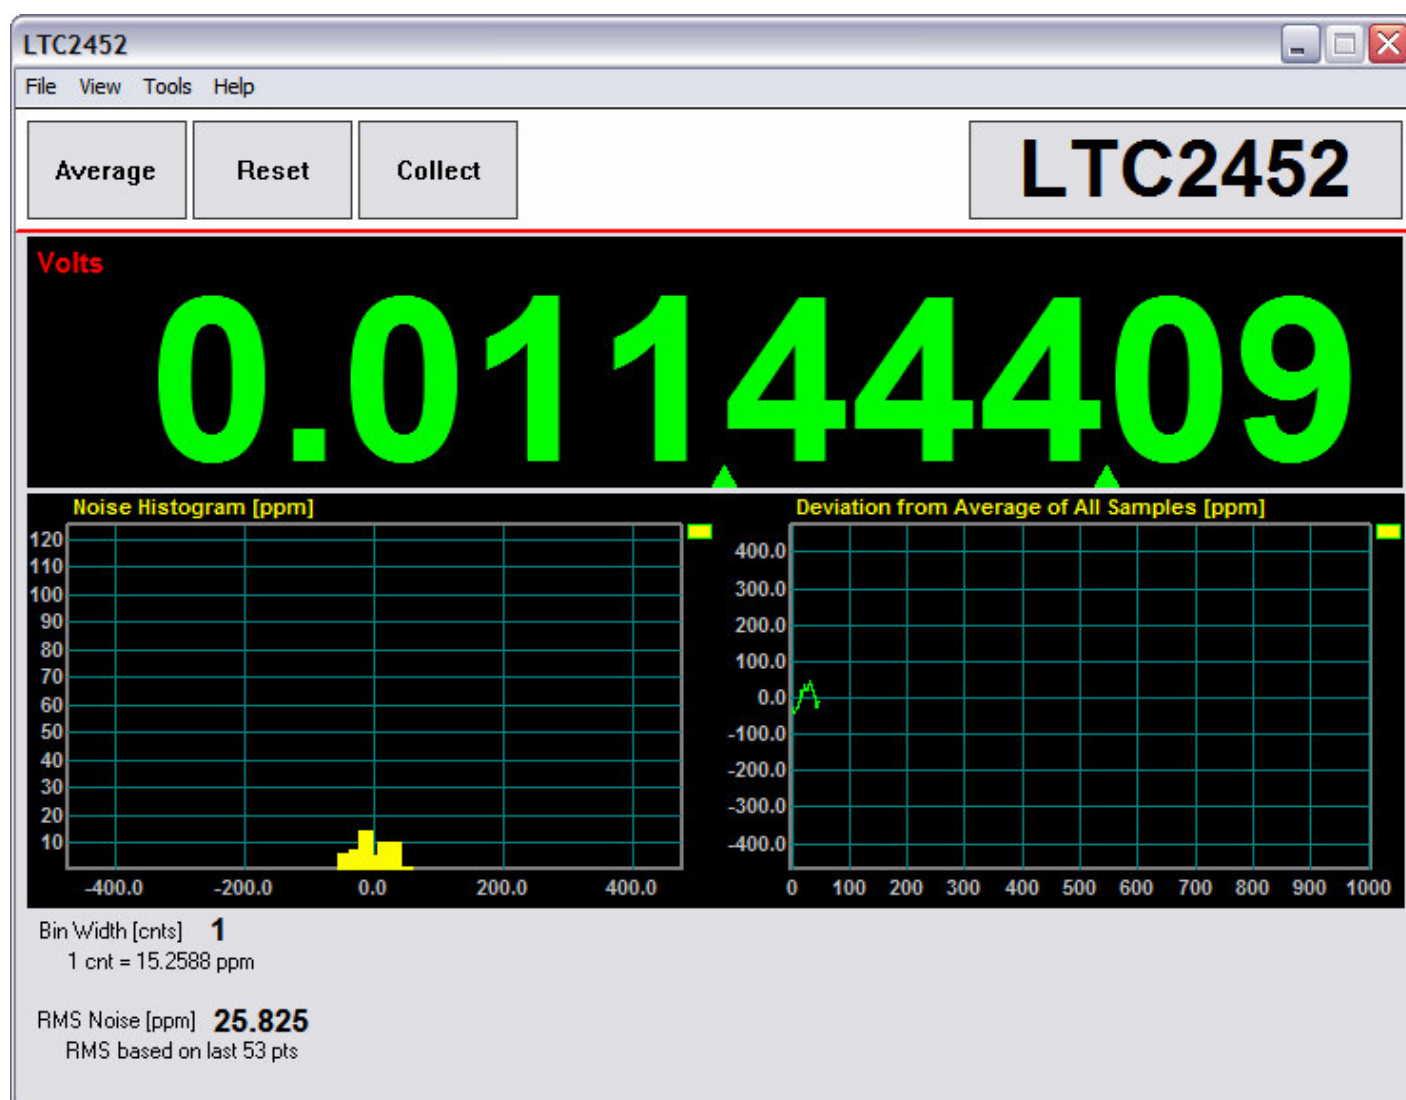 LTC2452
File View Tools Help
Average Reset Collect LTC2452
Volts
0.01144409
Noise Histogram [ppm]
120
110
100
90
80
70
60
50
40
30
20
10
-400.0 -200.0 0.0 200.0 400.0
Deviation from Average of All Samples [ppm]
400.0
300.0
200.0
100.0
0.0
-100.0
-200.0
-300.0
-400.0
0 100 200 300 400 500 600 700 800 900 1000
Bin Width [cnts] 1
1 cnt = 15.2588 ppm
RMS Noise [ppm] 25.825
RMS based on last 53 pts